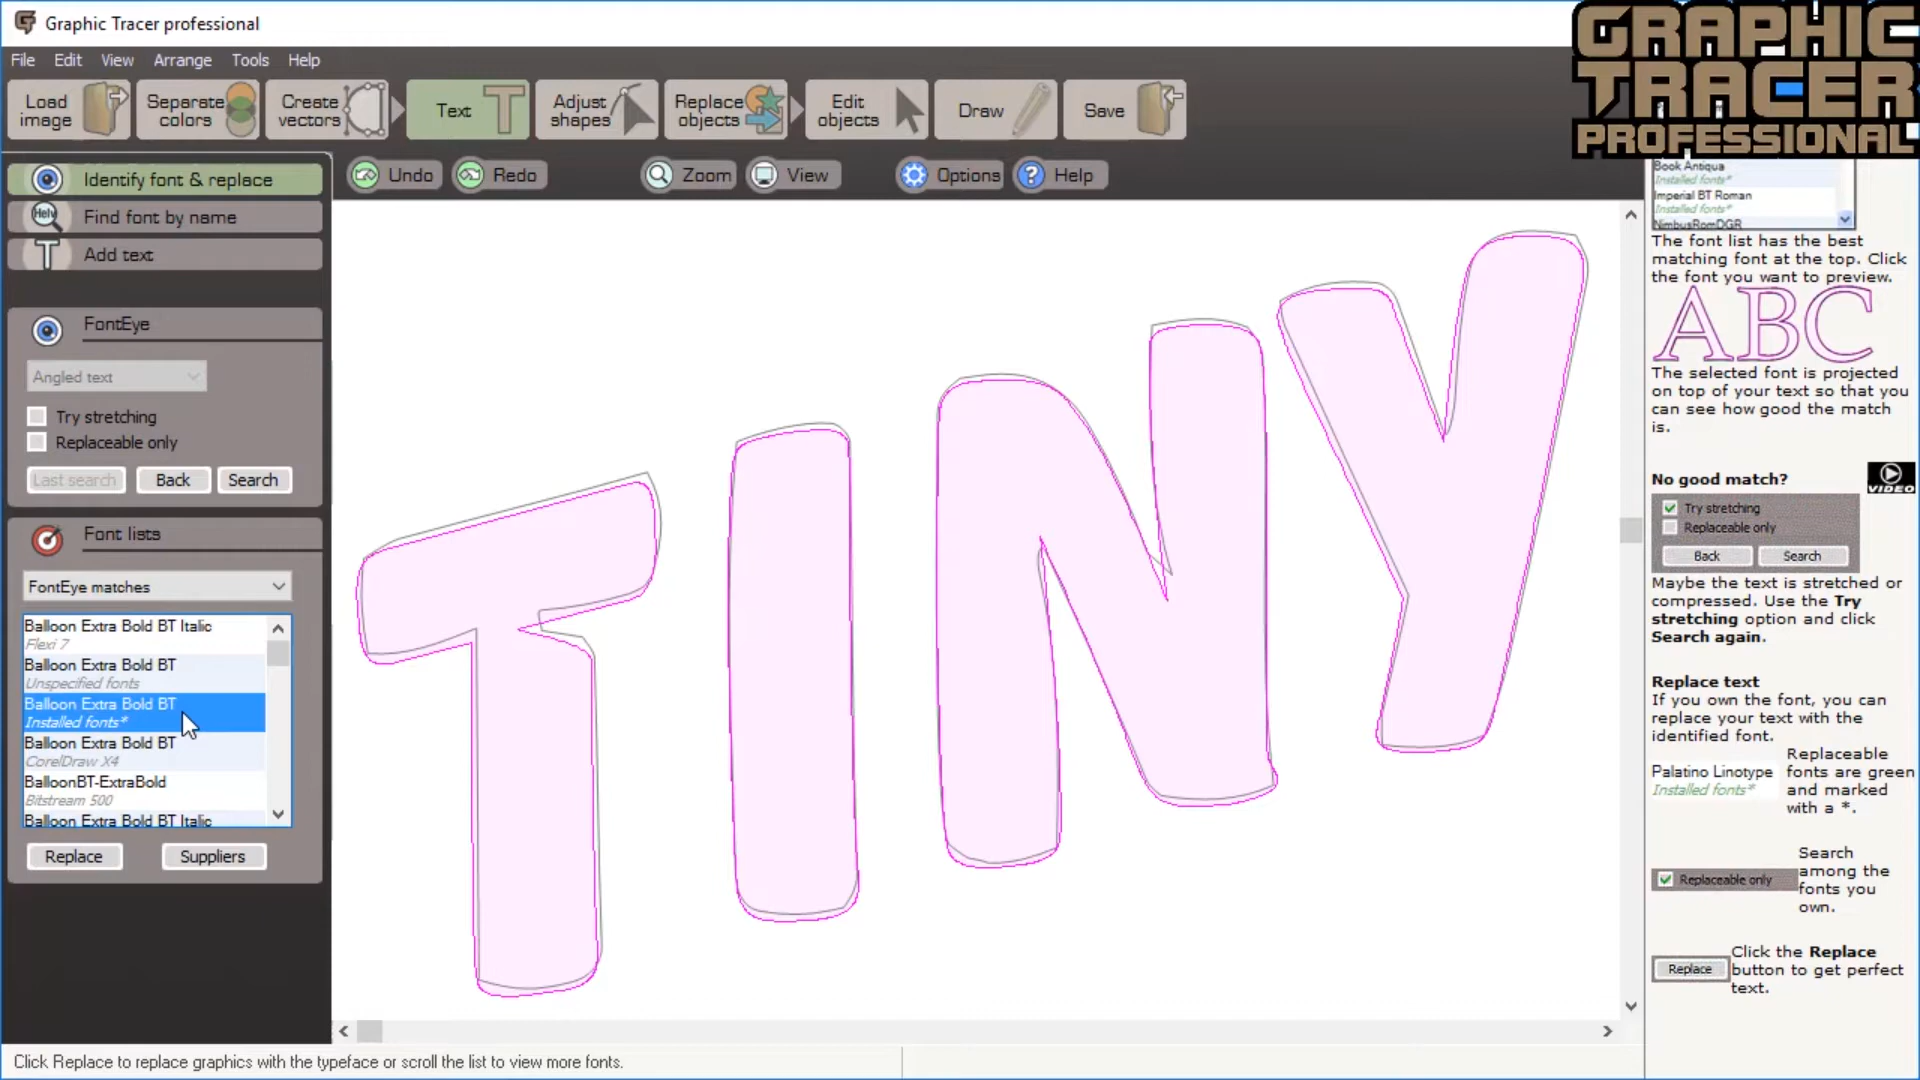 Graphic Tracer professional
GRAPHIC
TRACER
PROFESSIONAL
File Edit View Arrange Tools Help
Load image
Separate colors
Create vectors
Text
Adjust shapes
Replace objects
Edit objects
Draw
Save
Undo Redo Zoom View Options Help
Identify font & replace
Find font by name
Add text
FontEye
Angled text
Try stretching
Replaceable only
Last search Back Search
Font lists
FontEye matches
Balloon Extra Bold BT Italic
Flexi 7
Balloon Extra Bold BT
Unspecified fonts
Balloon Extra Bold BT
Installed fonts*
Balloon Extra Bold BT
CorelDraw X4
BalloonBT-ExtraBold
Bitstream 500
Balloon Extra Bold BT Italic
Replace Suppliers
TINY
Book Antiqua
Installed fonts*
Imperial BT Roman
Installed fonts*
NimbusRomDGR
The font list has the best
matching font at the top. Click
the font you want to preview.
ABC
The selected font is projected
on top of your text so that you
can see how good the match
is.
No good match?
VIDEO
Try stretching
Replaceable only
Back Search
Maybe the text is stretched or
compressed. Use the Try
stretching option and click
Search again.
Replace text
If you own the font, you can
replace your text with the
identified font.
Palatino Linotype
Installed fonts*
Replaceable
fonts are green
and marked
with a *.
Replaceable only
Search
among the
fonts you
own.
Replace
Click the Replace
button to get perfect
text.
Click Replace to replace graphics with the typeface or scroll the list to view more fonts.
Helv